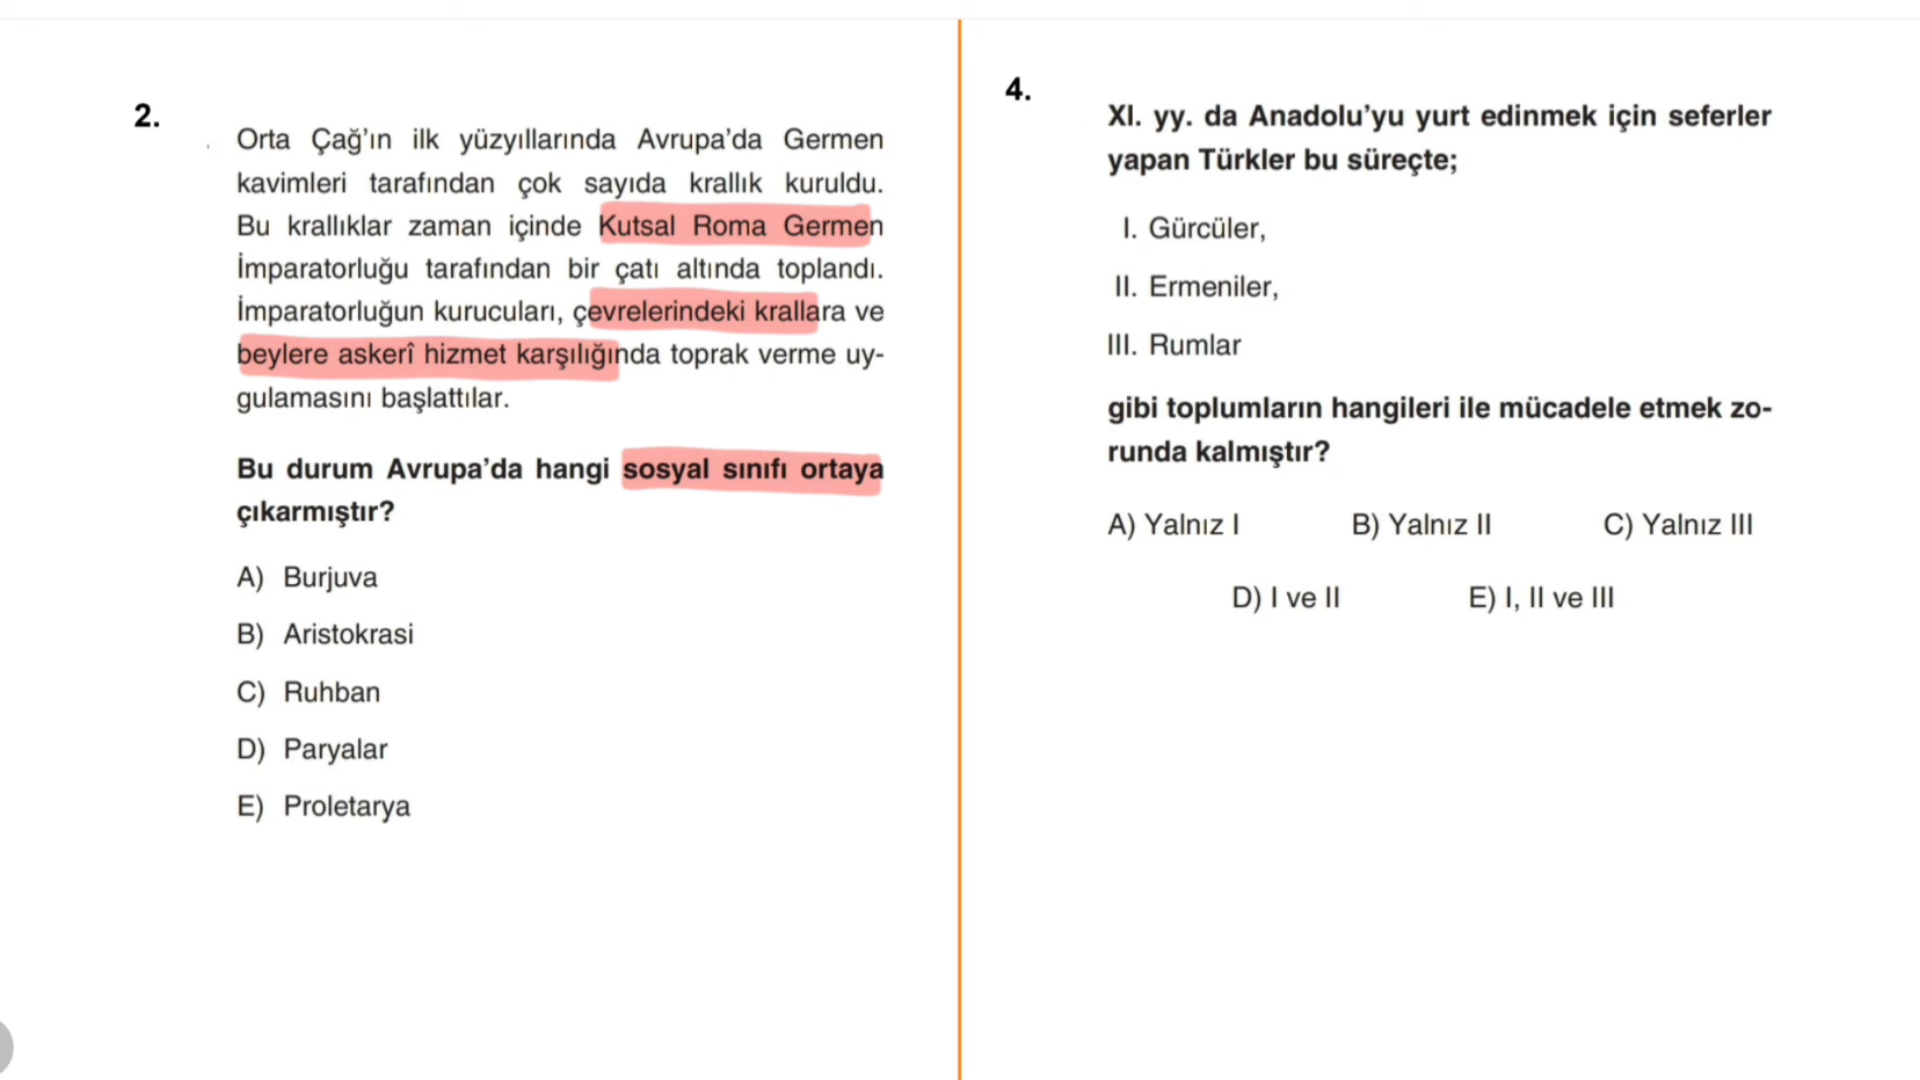 2.
Orta Çağ'ın ilk yüzyıllarında Avrupa'da Germen
kavimleri tarafından çok sayıda krallık kuruldu.
Bu krallıklar zaman içinde Kutsal Roma Germen
İmparatorluğu tarafından bir çatı altında toplandı.
İmparatorluğun kurucuları, çevrelerindeki krallara ve
beylere askerî hizmet karşılığında toprak verme uy-
gulamasını başlattılar.
Bu durum Avrupa'da hangi sosyal sınıfı ortaya
çıkarmıştır?
A) Burjuva
B) Aristokrasi
C) Ruhban
D) Paryalar
E) Proletarya
4.
XI. yy. da Anadolu'yu yurt edinmek için seferler
yapan Türkler bu süreçte;
I. Gürcüler,
II. Ermeniler,
III. Rumlar
gibi toplumların hangileri ile mücadele etmek zo-
runda kalmıştır?
A) Yalnız I B) Yalnız II C) Yalnız III
D) I ve II E) I, II ve III